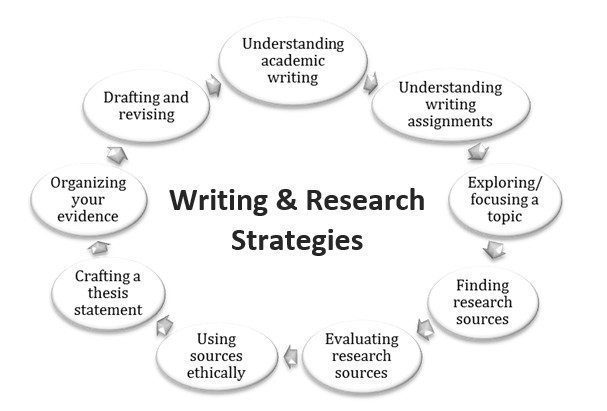 Understanding
academic
writing
Understanding
writing
assignments
Exploring/
focusing a
topic
Finding
research
sources
Evaluating
research
sources
Using
sources
ethically
Crafting a
thesis
statement
Organizing
your
evidence
Drafting and
revising
Writing & Research
Strategies